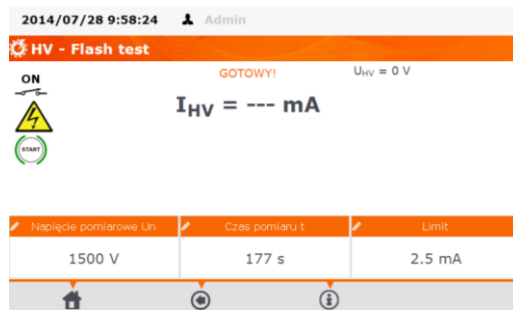 2014/07/28 9:58:24 Admin
HV - Flash test
ON
GOTOWY!
UHV = 0 V
IHV = --- mA
START
Napięcie pomiarowe Un
Czas pomiaru t
Limit
1500 V
177 s
2.5 mA